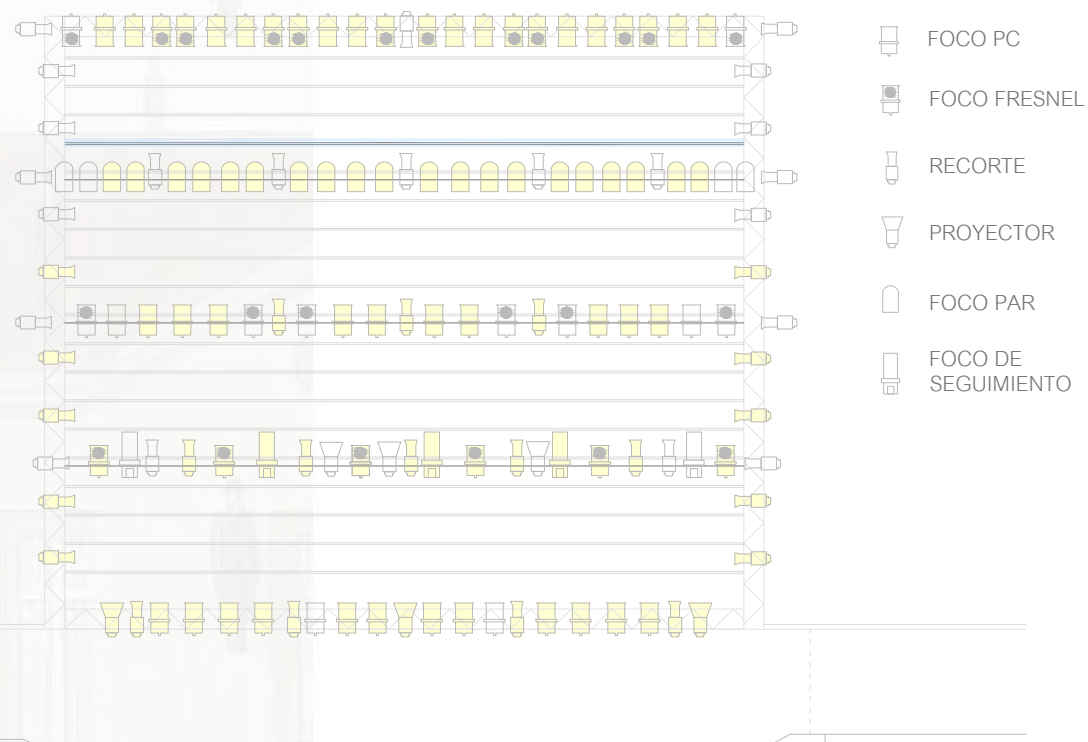 FOCO PC
FOCO FRESNEL
RECORTE
PROYECTOR
FOCO PAR
FOCO DE
SEGUIMIENTO